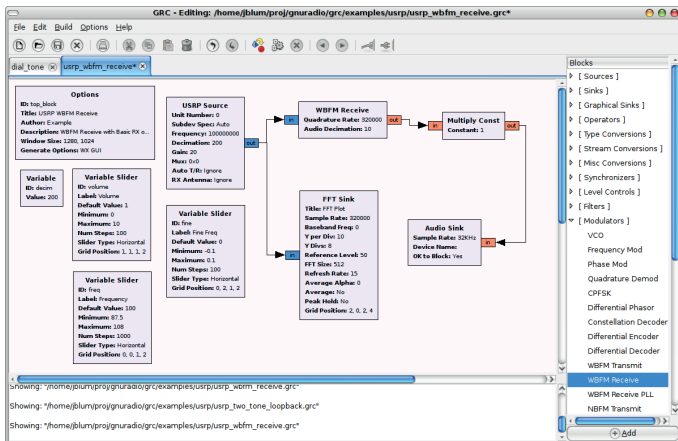 GRC - Editing: /home/jblum/proj/gnuradio/grc/examples/usrp/usrp_wbfm_receive.grc*
File Edit Build Options Help
dial_tone
usrp_wbfm_receive*
Options
ID: top_block
Title: USRP WBFM Receive
Author: Example
Description: WBFM Receive with Basic RX o...
Window Size: 1280, 1024
Generate Options: WX GUI
Variable
ID: decim
Value: 200
Variable Slider
ID: volume
Label: Volume
Default Value: 1
Minimum: 0
Maximum: 10
Num Steps: 100
Slider Type: Horizontal
Grid Position: 1, 1, 1, 2
Variable Slider
ID: freq
Label: Frequency
Default Value: 100
Minimum: 87.5
Maximum: 108
Num Steps: 1000
Slider Type: Horizontal
Grid Position: 0, 0, 1, 2
USRP Source
Unit Number: 0
Subdev Spec: Auto
Frequency: 100000000
Decimation: 200
Gain: 20
Mux: 0x0
Auto T/R: Ignore
RX Antenna: Ignore
out
Variable Slider
ID: fine
Label: Fine Freq
Default Value: 0
Minimum: -0.1
Maximum: 0.1
Num Steps: 100
Slider Type: Horizontal
Grid Position: 0, 2, 1, 2
in
WBFM Receive
Quadrature Rate: 320000
Audio Decimation: 10
out
in
FFT Sink
Title: FFT Plot
Sample Rate: 320000
Baseband Freq: 0
Y per Div: 10
Y Divs: 8
Reference Level: 50
FFT Size: 512
Refresh Rate: 15
Average Alpha: 0
Average: No
Peak Hold: No
Grid Position: 2, 0, 2, 4
in
Multiply Const
Constant: 1
out
Audio Sink
Sample Rate: 32KHz
Device Name:
OK to Block: Yes
in
Blocks
[ Sources ]
[ Sinks ]
[ Graphical Sinks ]
[ Operators ]
[ Type Conversions ]
[ Stream Conversions ]
[ Misc Conversions ]
[ Synchronizers ]
[ Level Controls ]
[ Filters ]
[ Modulators ]
VCO
Frequency Mod
Phase Mod
Quadrature Demod
CPFSK
Differential Phasor
Constellation Decoder
Differential Encoder
Differential Decoder
WBFM Transmit
WBFM Receive
WBFM Receive PLL
NBFM Transmit
Add
Showing: "/home/jblum/proj/gnuradio/grc/examples/usrp/usrp_wbfm_receive.grc"
Showing: "/home/jblum/proj/gnuradio/grc/examples/usrp/usrp_two_tone_loopback.grc"
Showing: "/home/jblum/proj/gnuradio/grc/examples/usrp/usrp_wbfm_receive.grc"